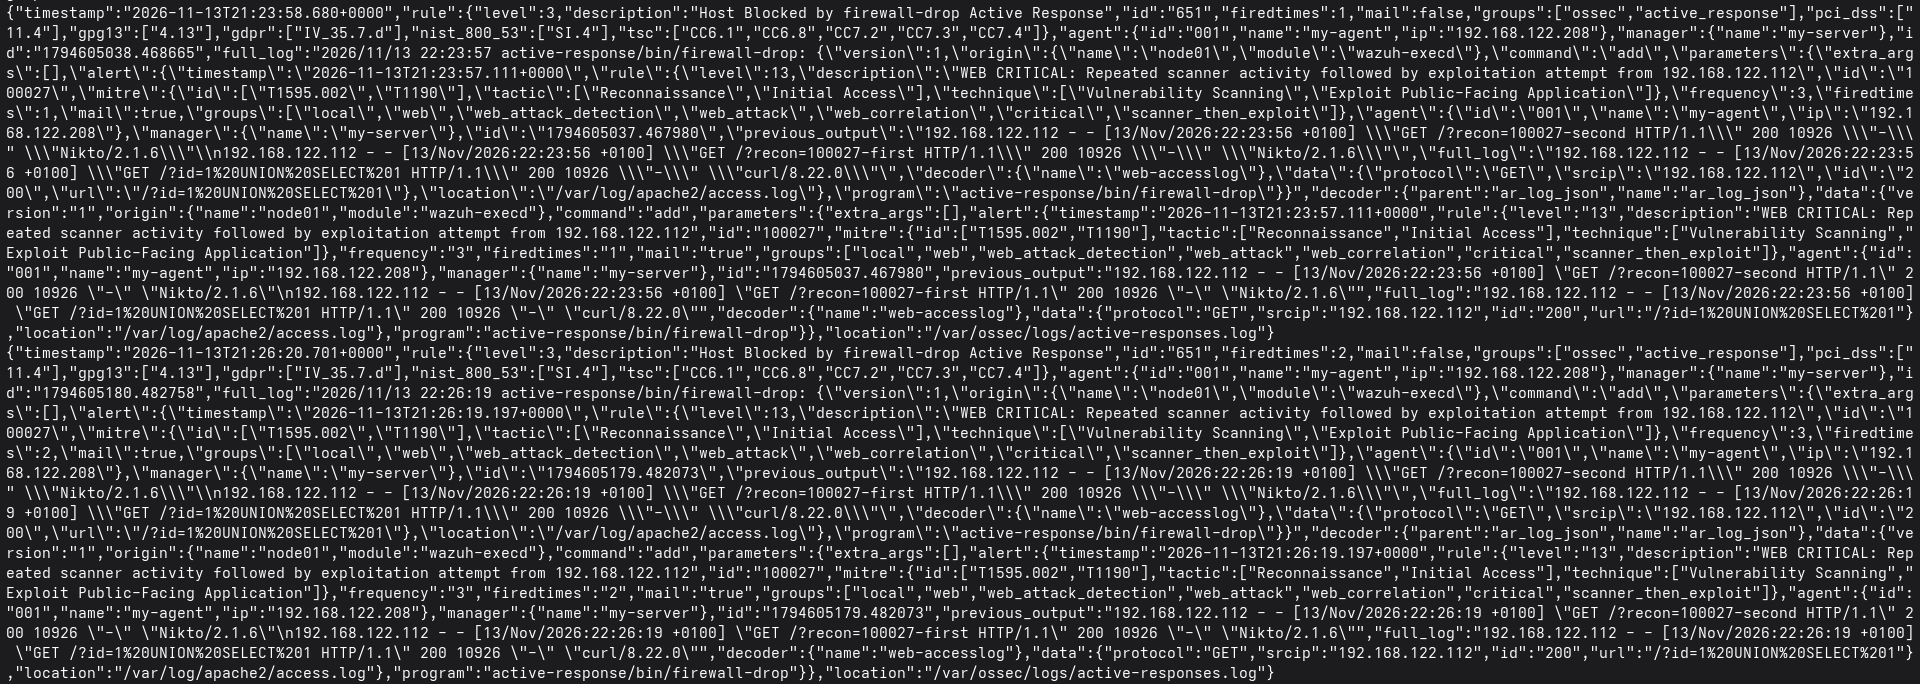 {"timestamp":"2026-11-13T21:23:58.680+0000","rule":{"level":3,"description":"Host Blocked by firewall-drop Active Response","id":"651","firedtimes":1,"mail":false,"groups":["ossec","active_response"],"pci_dss":["
11.4"],"gpg13":["4.13"],"gdpr":["IV_35.7.d"],"nist_800_53":["SI.4"],"tsc":["CC6.1","CC6.8","CC7.2","CC7.3","CC7.4"]},"agent":{"id":"001","name":"my-agent","ip":"192.168.122.208"},"manager":{"name":"my-server"},"i
d":"1794605038.468665","full_log":"2026/11/13 22:23:57 active-response/bin/firewall-drop: {\"version\":1,\"origin\":{\"name\":\"node01\",\"module\":\"wazuh-execd\"},\"command\":\"add\",\"parameters\":{\"extra_arg
s\":[],\"alert\":{\"timestamp\":\"2026-11-13T21:23:57.111+0000\",\"rule\":{\"level\":13,\"description\":\"WEB CRITICAL: Repeated scanner activity followed by exploitation attempt from 192.168.122.112\",\"id\":\"1
00027\",\"mitre\":{\"id\":[\"T1595.002\",\"T1190\"],\"tactic\":[\"Reconnaissance\",\"Initial Access\"],\"technique\":[\"Vulnerability Scanning\",\"Exploit Public-Facing Application\"]},\"frequency\":3,\"firedtime
s\":1,\"mail\":true,\"groups\":[\"local\",\"web\",\"web_attack_detection\",\"web_attack\",\"web_correlation\",\"critical\",\"scanner_then_exploit\"]},\"agent\":{\"id\":\"001\",\"name\":\"my-agent\",\"ip\":\"192.1
68.122.208\"},\"manager\":{\"name\":\"my-server\"},\"id\":\"1794605037.467980\",\"previous_output\":\"192.168.122.112 - - [13/Nov/2026:22:23:56 +0100] \\\"GET /?recon=100027-second HTTP/1.1\\\" 200 10926 \\\"-\\\
" \\\"Nikto/2.1.6\\\"\\n192.168.122.112 - - [13/Nov/2026:22:23:56 +0100] \\\"GET /?recon=100027-first HTTP/1.1\\\" 200 10926 \\\"-\\\" \\\"Nikto/2.1.6\\\"\",\"full_log\":\"192.168.122.112 - - [13/Nov/2026:22:23:5
6 +0100] \\\"GET /?id=1%20UNION%20SELECT%201 HTTP/1.1\\\" 200 10926 \\\"-\\\" \\\"curl/8.22.0\\\"\",\"decoder\":{\"name\":\"web-accesslog\"},\"data\":{\"protocol\":\"GET\",\"srcip\":\"192.168.122.112\",\"id\":\"2
00\",\"url\":\"/?id=1%20UNION%20SELECT%201\"},\"location\":\"/var/log/apache2/access.log\"},\"program\":\"active-response/bin/firewall-drop\"}}","decoder":{"parent":"ar_log_json","name":"ar_log_json"},"data":{"ve
rsion":"1","origin":{"name":"node01","module":"wazuh-execd"},"command":"add","parameters":{"extra_args":[],"alert":{"timestamp":"2026-11-13T21:23:57.111+0000","rule":{"level":"13","description":"WEB CRITICAL: Rep
eated scanner activity followed by exploitation attempt from 192.168.122.112","id":"100027","mitre":{"id":["T1595.002","T1190"],"tactic":["Reconnaissance","Initial Access"],"technique":["Vulnerability Scanning","
Exploit Public-Facing Application"]},"frequency":"3","firedtimes":"1","mail":"true","groups":["local","web","web_attack_detection","web_attack","web_correlation","critical","scanner_then_exploit"]},"agent":{"id":
"001","name":"my-agent","ip":"192.168.122.208"},"manager":{"name":"my-server"},"id":"1794605037.467980","previous_output":"192.168.122.112 - - [13/Nov/2026:22:23:56 +0100] \"GET /?recon=100027-second HTTP/1.1\" 2
00 10926 \"-\" \"Nikto/2.1.6\"\n192.168.122.112 - - [13/Nov/2026:22:23:56 +0100] \"GET /?recon=100027-first HTTP/1.1\" 200 10926 \"-\" \"Nikto/2.1.6\"","full_log":"192.168.122.112 - - [13/Nov/2026:22:23:56 +0100]
 \"GET /?id=1%20UNION%20SELECT%201 HTTP/1.1\" 200 10926 \"-\" \"curl/8.22.0\"","decoder":{"name":"web-accesslog"},"data":{"protocol":"GET","srcip":"192.168.122.112","id":"200","url":"/?id=1%20UNION%20SELECT%201"}
,"location":"/var/log/apache2/access.log"},"program":"active-response/bin/firewall-drop"}},"location":"/var/ossec/logs/active-responses.log"}
{"timestamp":"2026-11-13T21:26:20.701+0000","rule":{"level":3,"description":"Host Blocked by firewall-drop Active Response","id":"651","firedtimes":2,"mail":false,"groups":["ossec","active_response"],"pci_dss":["
11.4"],"gpg13":["4.13"],"gdpr":["IV_35.7.d"],"nist_800_53":["SI.4"],"tsc":["CC6.1","CC6.8","CC7.2","CC7.3","CC7.4"]},"agent":{"id":"001","name":"my-agent","ip":"192.168.122.208"},"manager":{"name":"my-server"},"i
d":"1794605180.482758","full_log":"2026/11/13 22:26:19 active-response/bin/firewall-drop: {\"version\":1,\"origin\":{\"name\":\"node01\",\"module\":\"wazuh-execd\"},\"command\":\"add\",\"parameters\":{\"extra_arg
s\":[],\"alert\":{\"timestamp\":\"2026-11-13T21:26:19.197+0000\",\"rule\":{\"level\":13,\"description\":\"WEB CRITICAL: Repeated scanner activity followed by exploitation attempt from 192.168.122.112\",\"id\":\"1
00027\",\"mitre\":{\"id\":[\"T1595.002\",\"T1190\"],\"tactic\":[\"Reconnaissance\",\"Initial Access\"],\"technique\":[\"Vulnerability Scanning\",\"Exploit Public-Facing Application\"]},\"frequency\":3,\"firedtime
s\":2,\"mail\":true,\"groups\":[\"local\",\"web\",\"web_attack_detection\",\"web_attack\",\"web_correlation\",\"critical\",\"scanner_then_exploit\"]},\"agent\":{\"id\":\"001\",\"name\":\"my-agent\",\"ip\":\"192.1
68.122.208\"},\"manager\":{\"name\":\"my-server\"},\"id\":\"1794605179.482073\",\"previous_output\":\"192.168.122.112 - - [13/Nov/2026:22:26:19 +0100] \\\"GET /?recon=100027-second HTTP/1.1\\\" 200 10926 \\\"-\\\
" \\\"Nikto/2.1.6\\\"\\n192.168.122.112 - - [13/Nov/2026:22:26:19 +0100] \\\"GET /?recon=100027-first HTTP/1.1\\\" 200 10926 \\\"-\\\" \\\"Nikto/2.1.6\\\"\",\"full_log\":\"192.168.122.112 - - [13/Nov/2026:22:26:1
9 +0100] \\\"GET /?id=1%20UNION%20SELECT%201 HTTP/1.1\\\" 200 10926 \\\"-\\\" \\\"curl/8.22.0\\\"\",\"decoder\":{\"name\":\"web-accesslog\"},\"data\":{\"protocol\":\"GET\",\"srcip\":\"192.168.122.112\",\"id\":\"2
00\",\"url\":\"/?id=1%20UNION%20SELECT%201\"},\"location\":\"/var/log/apache2/access.log\"},\"program\":\"active-response/bin/firewall-drop\"}}","decoder":{"parent":"ar_log_json","name":"ar_log_json"},"data":{"ve
rsion":"1","origin":{"name":"node01","module":"wazuh-execd"},"command":"add","parameters":{"extra_args":[],"alert":{"timestamp":"2026-11-13T21:26:19.197+0000","rule":{"level":"13","description":"WEB CRITICAL: Rep
eated scanner activity followed by exploitation attempt from 192.168.122.112","id":"100027","mitre":{"id":["T1595.002","T1190"],"tactic":["Reconnaissance","Initial Access"],"technique":["Vulnerability Scanning","
Exploit Public-Facing Application"]},"frequency":"3","firedtimes":"2","mail":"true","groups":["local","web","web_attack_detection","web_attack","web_correlation","critical","scanner_then_exploit"]},"agent":{"id":
"001","name":"my-agent","ip":"192.168.122.208"},"manager":{"name":"my-server"},"id":"1794605179.482073","previous_output":"192.168.122.112 - - [13/Nov/2026:22:26:19 +0100] \"GET /?recon=100027-second HTTP/1.1\" 2
00 10926 \"-\" \"Nikto/2.1.6\"\n192.168.122.112 - - [13/Nov/2026:22:26:19 +0100] \"GET /?recon=100027-first HTTP/1.1\" 200 10926 \"-\" \"Nikto/2.1.6\"","full_log":"192.168.122.112 - - [13/Nov/2026:22:26:19 +0100]
 \"GET /?id=1%20UNION%20SELECT%201 HTTP/1.1\" 200 10926 \"-\" \"curl/8.22.0\"","decoder":{"name":"web-accesslog"},"data":{"protocol":"GET","srcip":"192.168.122.112","id":"200","url":"/?id=1%20UNION%20SELECT%201"}
,"location":"/var/log/apache2/access.log"},"program":"active-response/bin/firewall-drop"}},"location":"/var/ossec/logs/active-responses.log"}